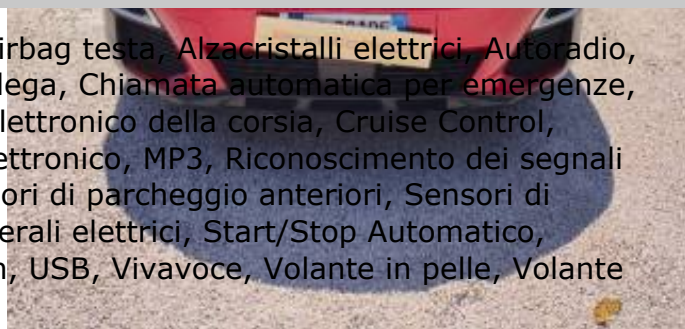 irbag testa, Alzacristalli elettrici, Autoradio,
lega, Chiamata automatica per emergenze,
lettronico della corsia, Cruise Control,
ettronico, MP3, Riconoscimento dei segnali
ori di parcheggio anteriori, Sensori di
erali elettrici, Start/Stop Automatico,
n, USB, Vivavoce, Volante in pelle, Volante